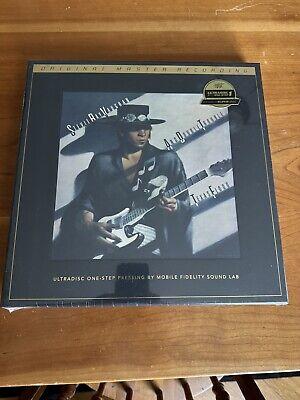 ORIGINAL MASTER RECORDING
ULTRADISC
STEVIE RAY VAUGHAN
AND DOUBLE TROUBLE
TEXAS FLOOD
ULTRADISC ONE-STEP PRESSING BY MOBILE FIDELITY SOUND LAB